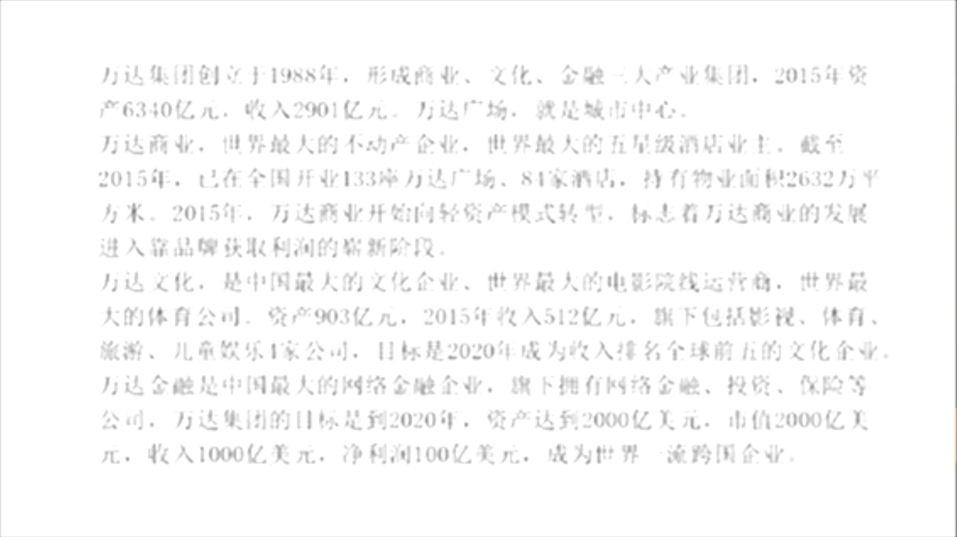 万达集团创立于1988年，形成商业、文化、金融三大产业集团，2015年资
产6340亿元，收入2901亿元。万达广场，就是城市中心。
万达商业，世界最大的不动产企业，世界最大的五星级酒店业主。截至
2015年，已在全国开业133座万达广场、84家酒店，持有物业面积2632万平
方米。2015年，万达商业开始向轻资产模式转型，标志着万达商业的发展
进入靠品牌获取利润的崭新阶段。
万达文化，是中国最大的文化企业、世界最大的电影院线运营商，世界最
大的体育公司。资产903亿元，2015年收入512亿元，旗下包括影视、体育、
旅游、儿童娱乐4家公司，目标是2020年成为收入排名全球前五的文化企业。
万达金融是中国最大的网络金融企业，旗下拥有网络金融、投资、保险等
公司，万达集团的目标是到2020年，资产达到2000亿美元，市值2000亿美
元，收入1000亿美元，净利润100亿美元，成为世界一流跨国企业。